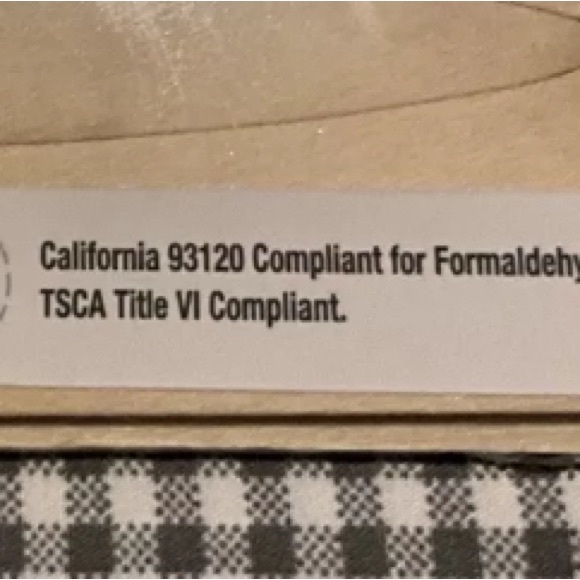 California 93120 Compliant for Formaldehy
TSCA Title VI Compliant.